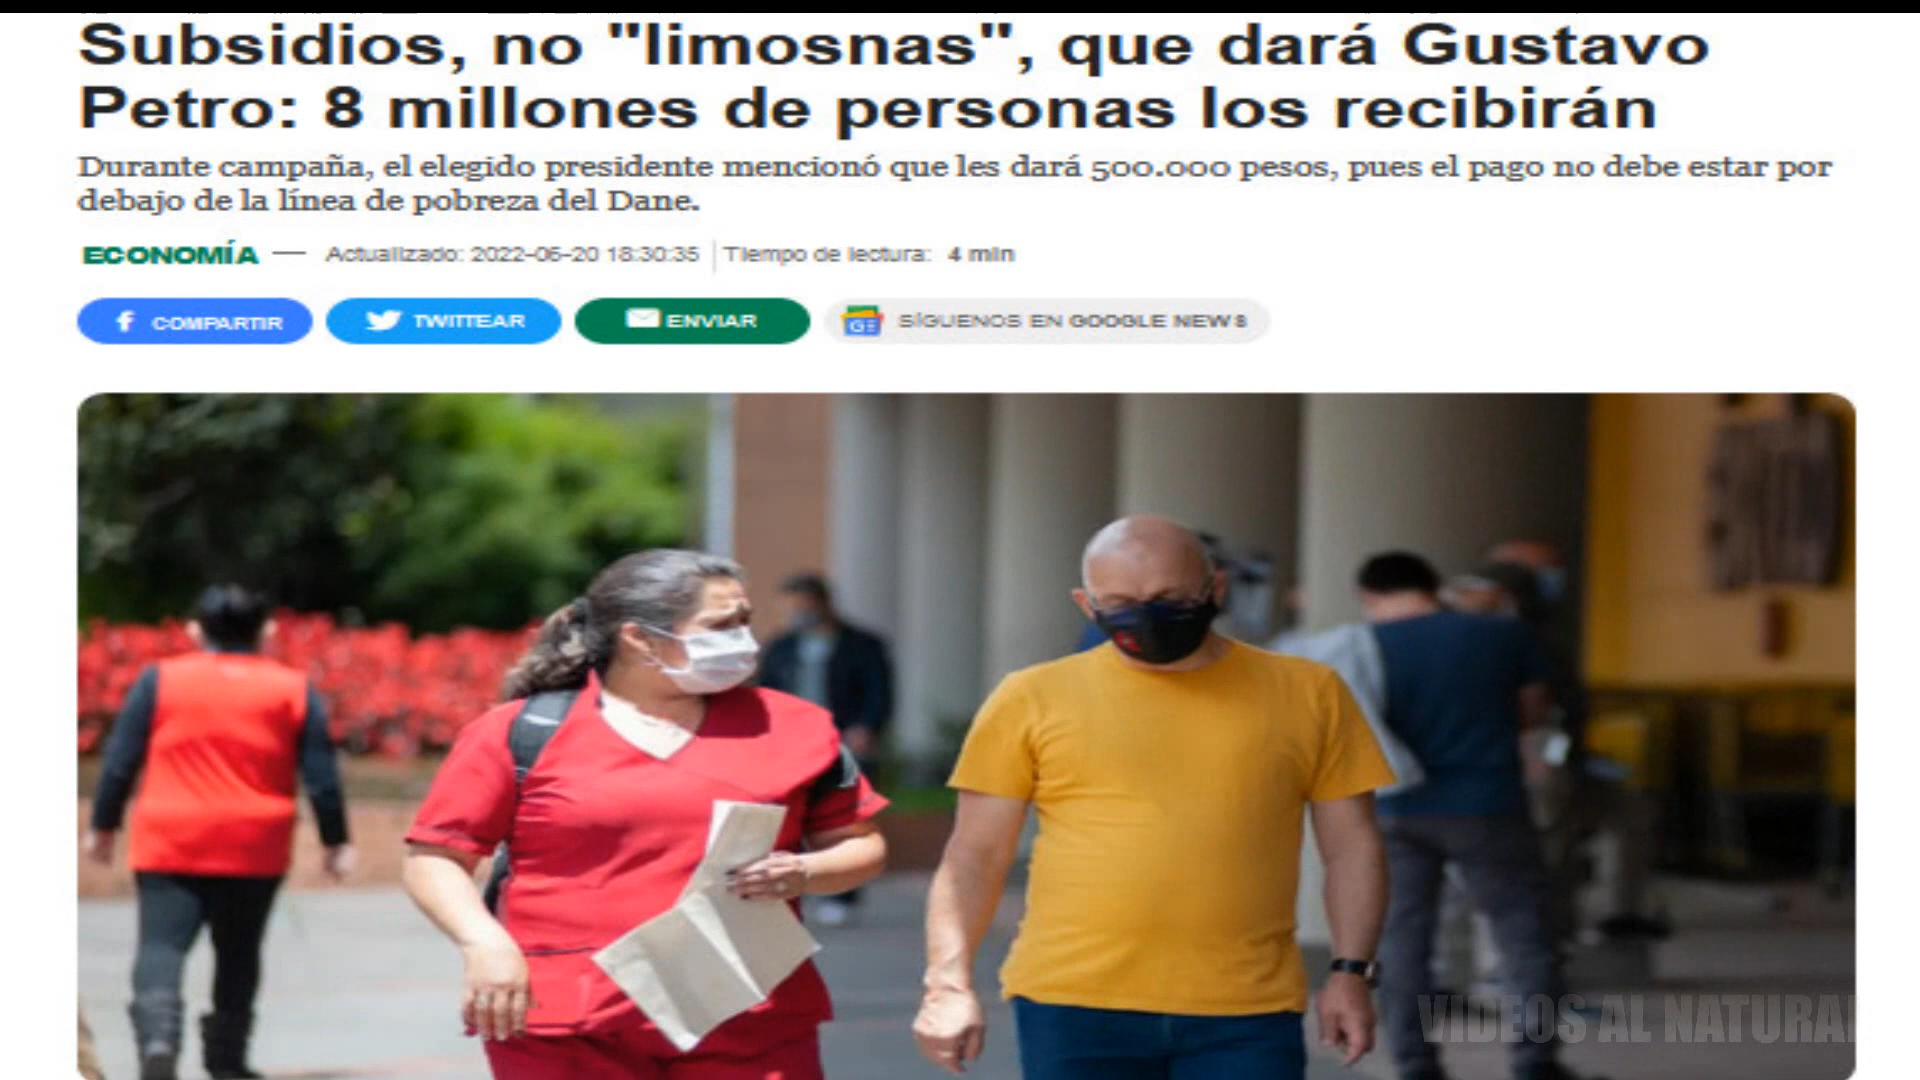 Subsidios, no "limosnas", que dará Gustavo
Petro: 8 millones de personas los recibirán
Durante campaña, el elegido presidente mencionó que les dará 500.000 pesos, pues el pago no debe estar por
debajo de la línea de pobreza del Dane.
ECONOMÍA — Actualizado: 2022-06-20 18:30:35 | Tiempo de lectura: 4 min
f COMPARTIR TWITTEAR ENVIAR GE SÍGUENOS EN GOOGLE NEWS
VIDEOS AL NATURAL